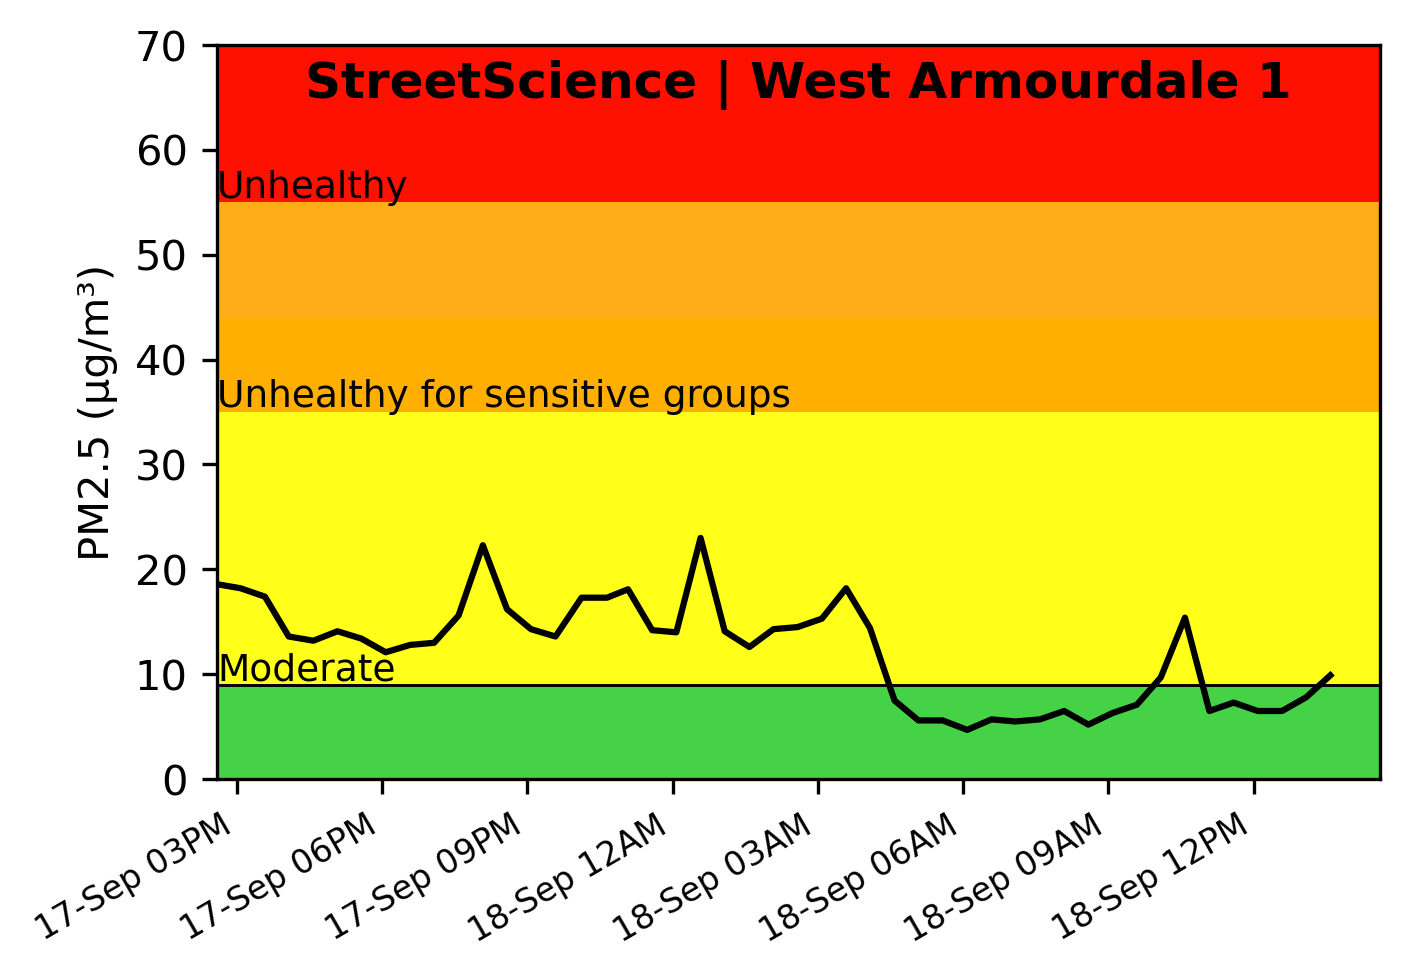 StreetScience | West Armourdale 1
70
60
50
40
30
20
10
0
PM2.5 (µg/m³)
Unhealthy
Unhealthy for sensitive groups
Moderate
17-Sep 03PM
17-Sep 06PM
17-Sep 09PM
18-Sep 12AM
18-Sep 03AM
18-Sep 06AM
18-Sep 09AM
18-Sep 12PM